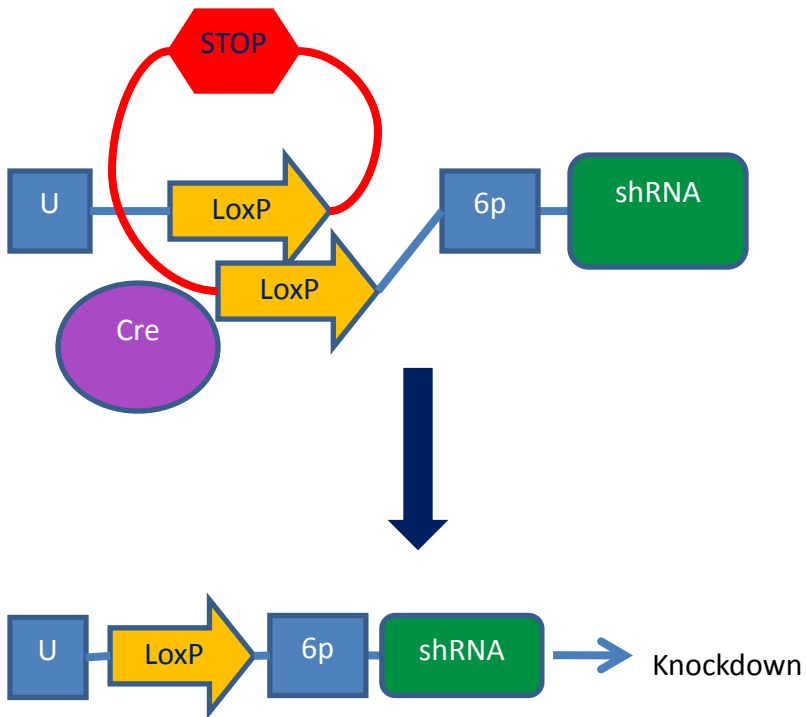 STOP
U
LoxP
6p
shRNA
LoxP
Cre
U
LoxP
6p
shRNA
Knockdown